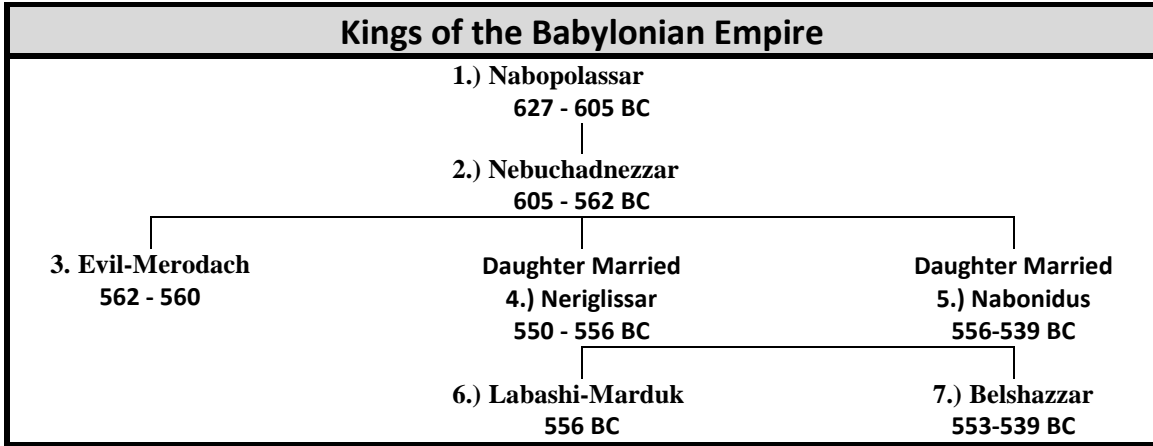 Kings of the Babylonian Empire
1.) Nabopolassar
627 - 605 BC
2.) Nebuchadnezzar
605 - 562 BC
3. Evil-Merodach
562 - 560
Daughter Married
4.) Neriglissar
550 - 556 BC
Daughter Married
5.) Nabonidus
556-539 BC
6.) Labashi-Marduk
556 BC
7.) Belshazzar
553-539 BC